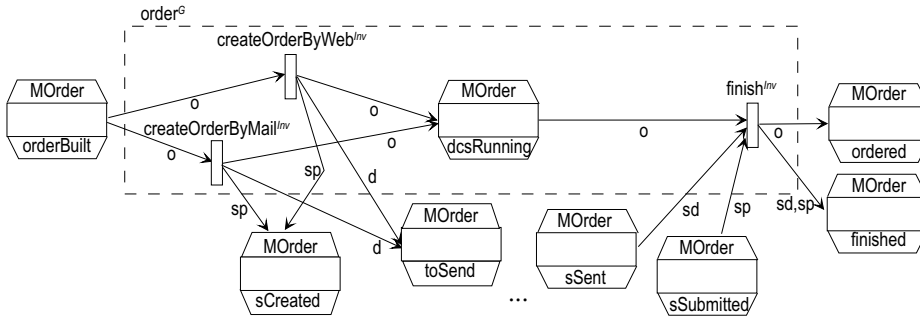 order^G
createOrderByWeb^Inv
MOrder
orderBuilt
o
o
createOrderByMail^Inv
o
o
MOrder
dcsRunning
o
finish^Inv
o
MOrder
ordered
sp
d
sp
d
MOrder
sCreated
MOrder
toSend
...
sd
MOrder
sSent
sp
MOrder
sSubmitted
sd,sp
MOrder
finished